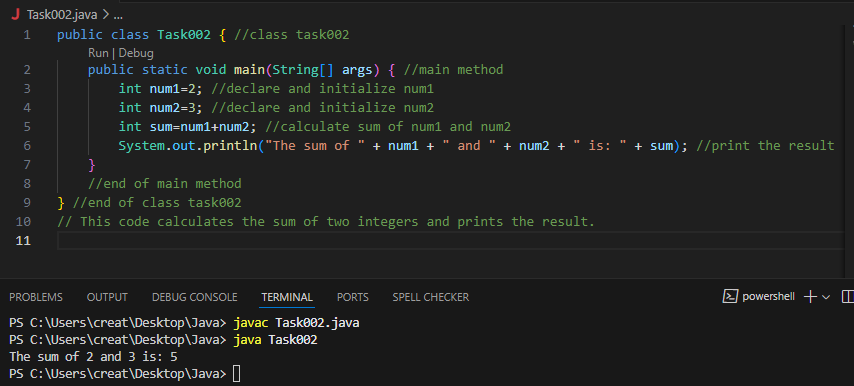 J Task002.java > ...
1 public class Task002 { //class task002
Run | Debug
2 public static void main(String[] args) { //main method
3 int num1=2; //declare and initialize num1
4 int num2=3; //declare and initialize num2
5 int sum=num1+num2; //calculate sum of num1 and num2
6 System.out.println("The sum of " + num1 + " and " + num2 + " is: " + sum); //print the result
7 }
8 //end of main method
9 } //end of class task002
10 // This code calculates the sum of two integers and prints the result.
11
PROBLEMS OUTPUT DEBUG CONSOLE TERMINAL PORTS SPELL CHECKER powershell
PS C:\Users\creat\Desktop\Java> javac Task002.java
PS C:\Users\creat\Desktop\Java> java Task002
The sum of 2 and 3 is: 5
PS C:\Users\creat\Desktop\Java>